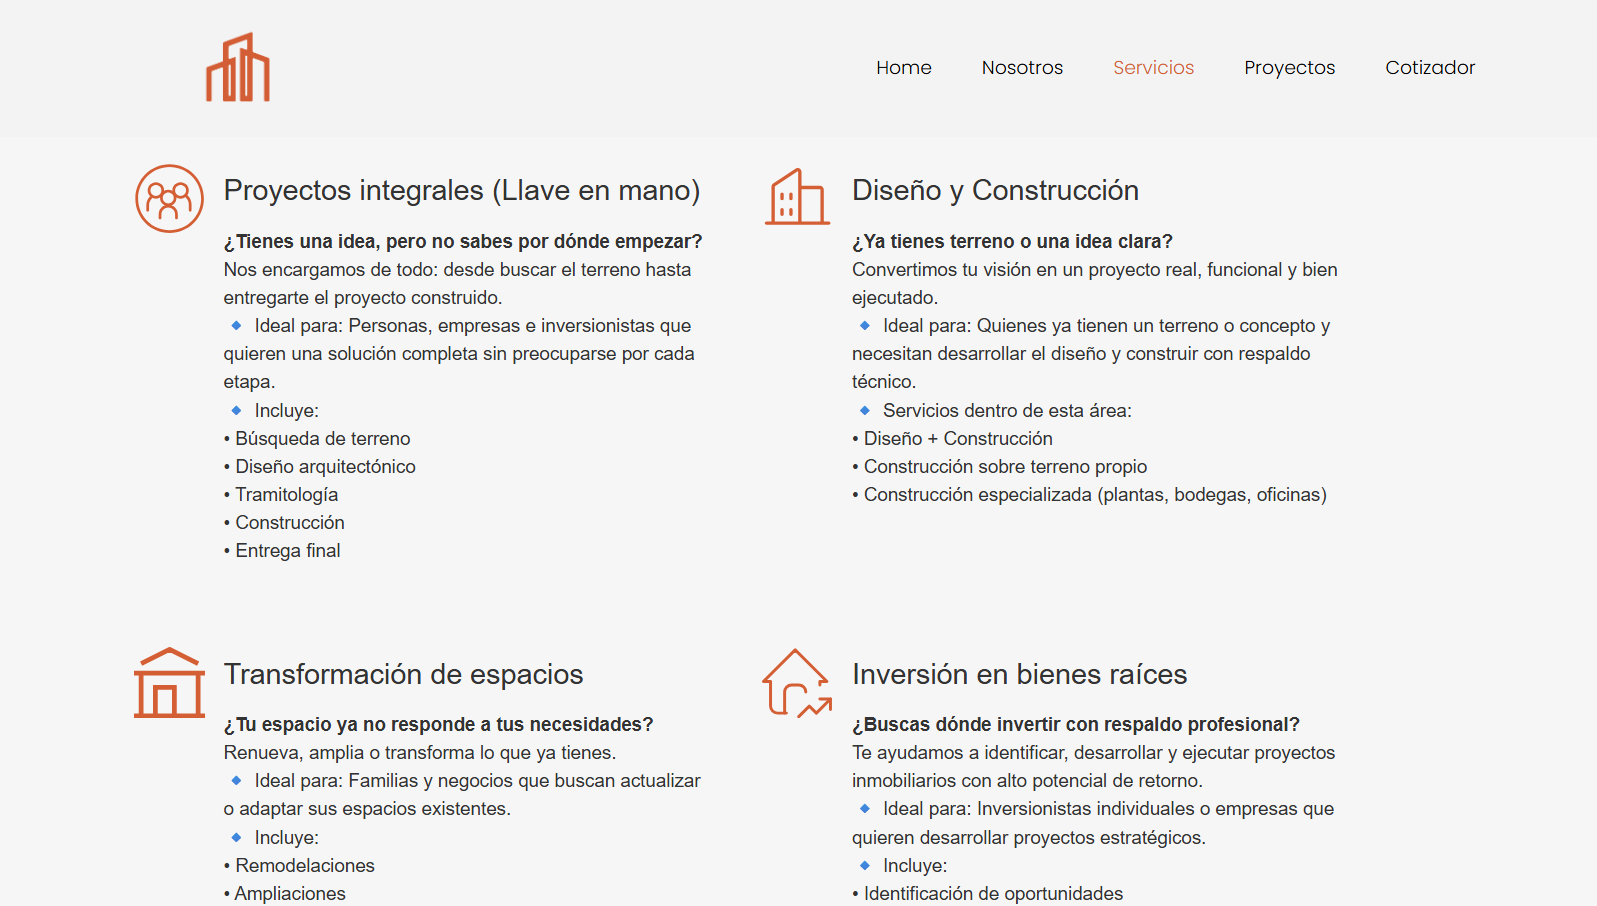 Home Nosotros Servicios Proyectos Cotizador
Proyectos integrales (Llave en mano)
¿Tienes una idea, pero no sabes por dónde empezar?
Nos encargamos de todo: desde buscar el terreno hasta
entregarte el proyecto construido.
🔹 Ideal para: Personas, empresas e inversionistas que
quieren una solución completa sin preocuparse por cada
etapa.
🔹 Incluye:
• Búsqueda de terreno
• Diseño arquitectónico
• Tramitología
• Construcción
• Entrega final
Diseño y Construcción
¿Ya tienes terreno o una idea clara?
Convertimos tu visión en un proyecto real, funcional y bien
ejecutado.
🔹 Ideal para: Quienes ya tienen un terreno o concepto y
necesitan desarrollar el diseño y construir con respaldo
técnico.
🔹 Servicios dentro de esta área:
• Diseño + Construcción
• Construcción sobre terreno propio
• Construcción especializada (plantas, bodegas, oficinas)
Transformación de espacios
¿Tu espacio ya no responde a tus necesidades?
Renueva, amplia o transforma lo que ya tienes.
🔹 Ideal para: Familias y negocios que buscan actualizar
o adaptar sus espacios existentes.
🔹 Incluye:
• Remodelaciones
• Ampliaciones
Inversión en bienes raíces
¿Buscas dónde invertir con respaldo profesional?
Te ayudamos a identificar, desarrollar y ejecutar proyectos
inmobiliarios con alto potencial de retorno.
🔹 Ideal para: Inversionistas individuales o empresas que
quieren desarrollar proyectos estratégicos.
🔹 Incluye:
• Identificación de oportunidades